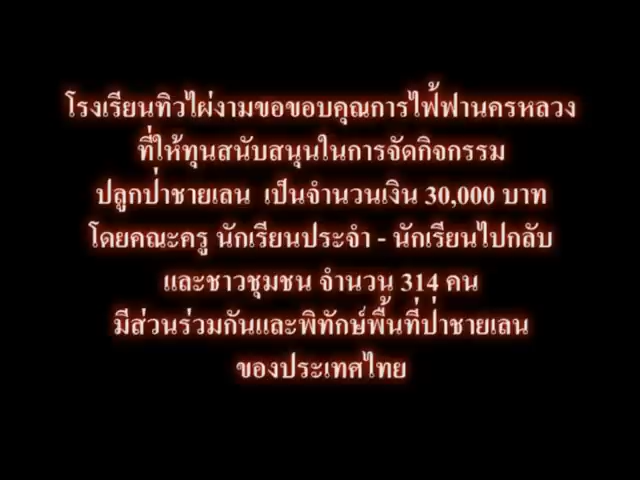 โรงเรียนทิวไผ่งามขอขอบคุณการไฟ้ฟานครหลวง
ที่ให้ทุนสนับสนุนในการจัดกิจกรรม
ปลูกป่าชายเลน เป็นจำนวนเงิน 30,000 บาท
โดยคณะครู นักเรียนประจำ - นักเรียนไปกลับ
และชาวชุมชน จำนวน 314 คน
มีส่วนร่วมกันและพิทักษ์พื้นที่ป่าชายเลน
ของประเทศไทย